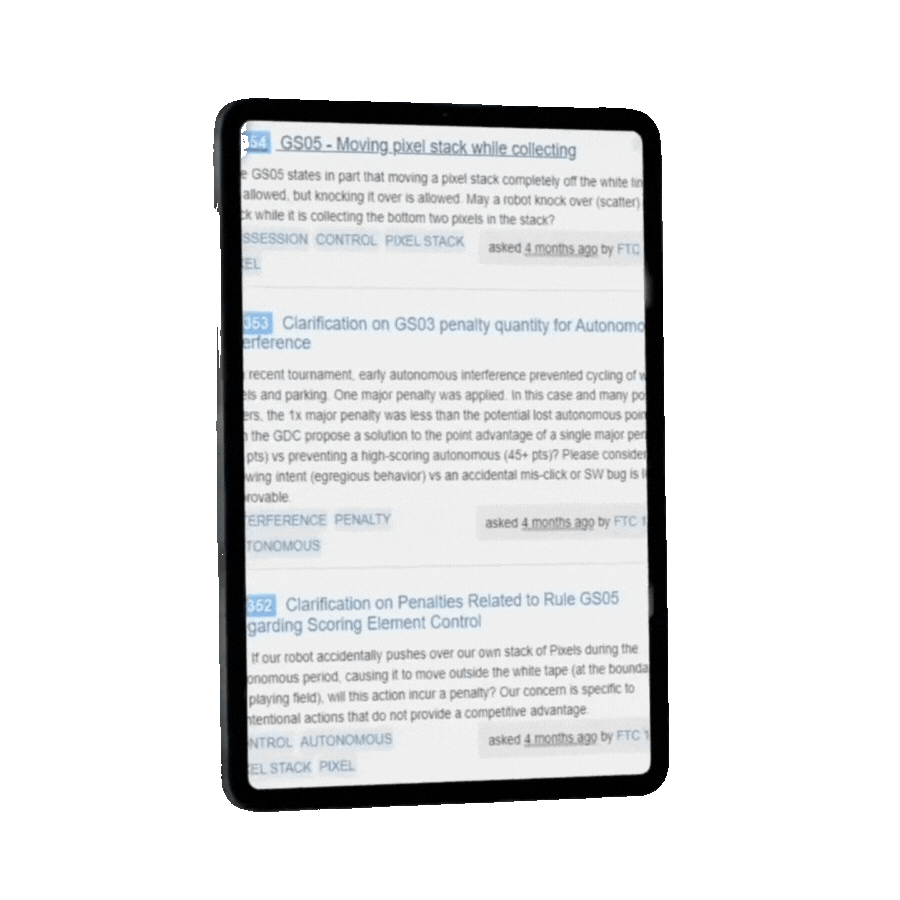 54 GS05 - Moving pixel stack while collecting
e GS05 states in part that moving a pixel stack completely off the white lin
allowed, but knocking it over is allowed. May a robot knock over (scatter)
ck while it is collecting the bottom two pixels in the stack?
SSESSION CONTROL PIXEL STACK
asked 4 months ago by FTC
EL
353 Clarification on GS03 penalty quantity for Autonomo
erference
recent tournament, early autonomous interference prevented cycling of w
els and parking. One major penalty was applied. In this case and many po
ers, the 1x major penalty was less than the potential lost autonomous poin
the GDC propose a solution to the point advantage of a single major pen
pts) vs preventing a high-scoring autonomous (45+ pts)? Please consider
wing intent (egregious behavior) vs an accidental mis-click or SW bug is
rovable.
ERFERENCE PENALTY
asked 4 months ago by FTC 1
TONOMOUS
352 Clarification on Penalties Related to Rule GS05
garding Scoring Element Control
If our robot accidentally pushes over our own stack of Pixels during the
onomous period, causing it to move outside the white tape (at the bounda
playing field), will this action incur a penalty? Our concern is specific to
ntentional actions that do not provide a competitive advantage.
NTROL AUTONOMOUS
asked 4 months ago by FTC 1
EL STACK PIXEL